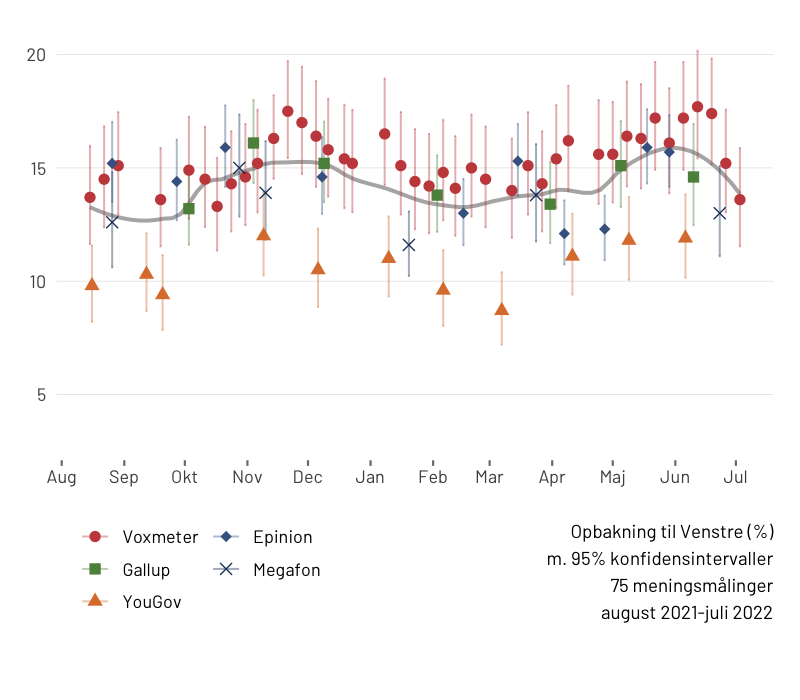 20
15
10
5
Aug Sep Okt Nov Dec Jan Feb Mar Apr Maj Jun Jul
Voxmeter Epinion
Gallup Megafon
YouGov
Opbakning til Venstre (%)
m. 95% konfidensintervaller
75 meningsmålinger
august 2021-juli 2022